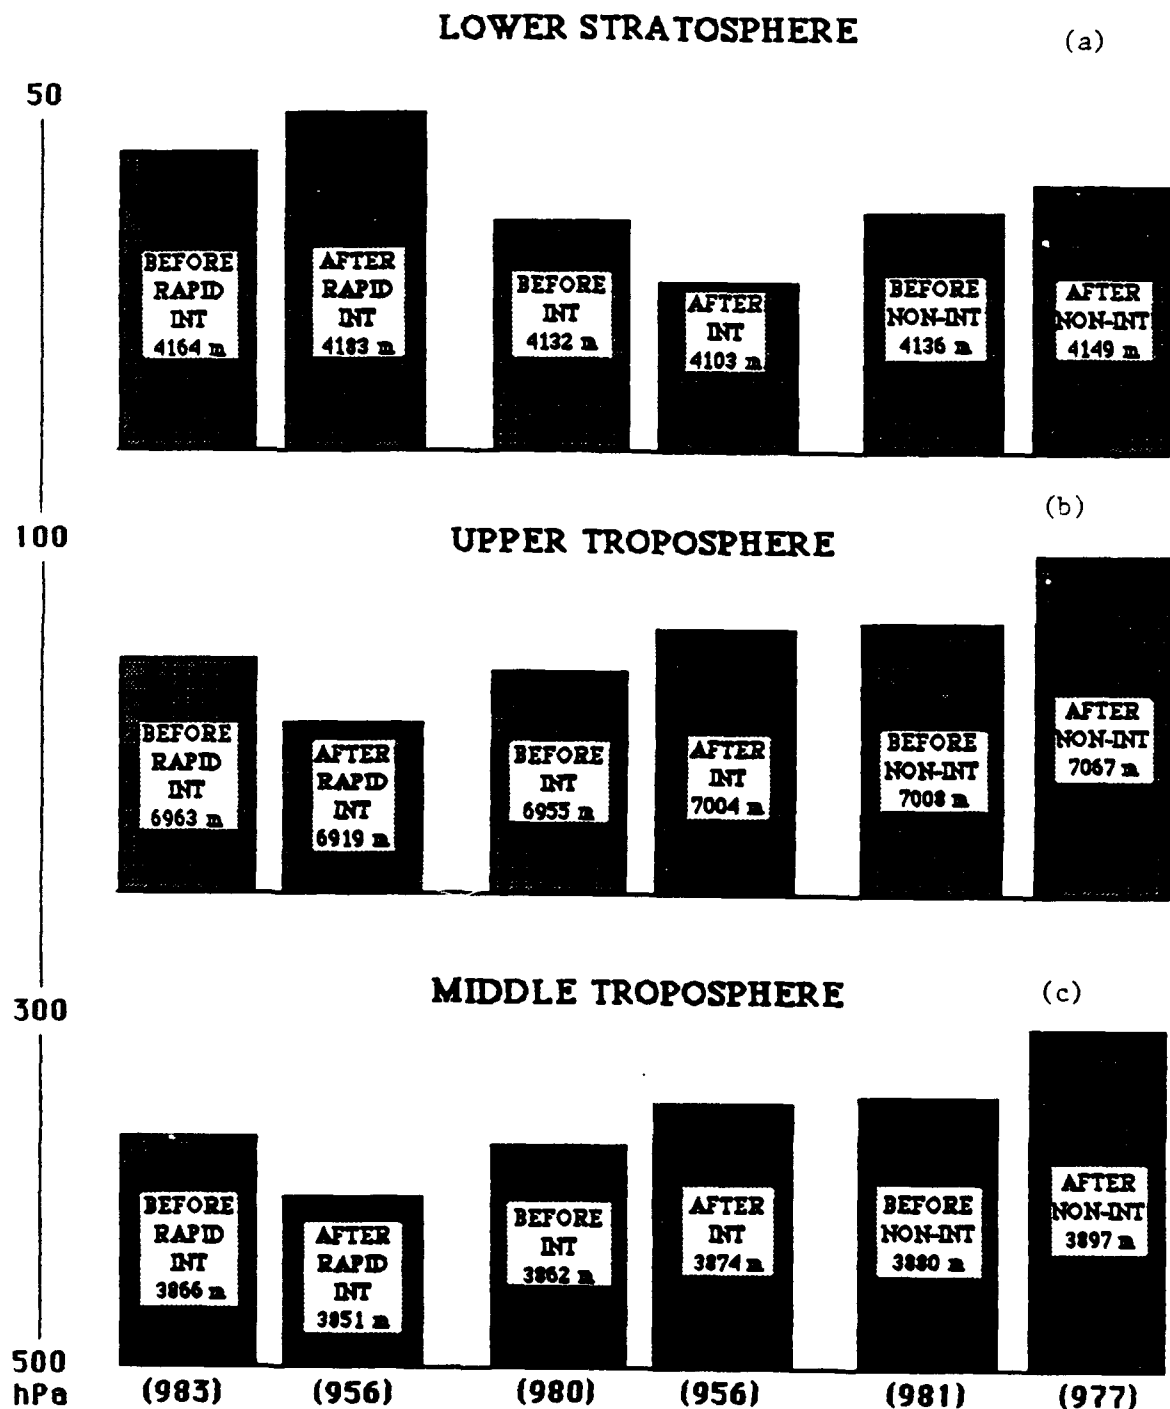 LOWER STRATOSPHERE
(a)
50
BEFORE
RAPID
INT
4164 m
AFTER
RAPID
INT
4183 m
BEFORE
INT
4132 m
AFTER
INT
4103 m
BEFORE
NON-INT
4136 m
AFTER
NON-INT
4149 m
(b)
100
UPPER TROPOSPHERE
BEFORE
RAPID
INT
6963 m
AFTER
RAPID
INT
6919 m
BEFORE
INT
6955 m
AFTER
INT
7004 m
BEFORE
NON-INT
7008 m
AFTER
NON-INT
7067 m
MIDDLE TROPOSPHERE
(c)
300
BEFORE
RAPID
INT
3866 m
AFTER
RAPID
INT
3851 m
BEFORE
INT
3862 m
AFTER
INT
3874 m
BEFORE
NON-INT
3880 m
AFTER
NON-INT
3897 m
500
hPa
(983)
(956)
(980)
(956)
(981)
(977)